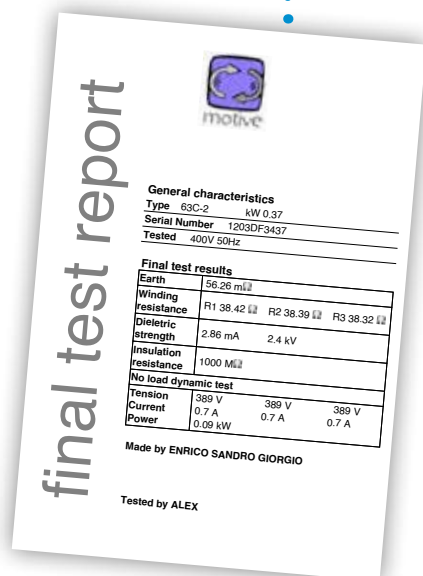 final test report
motive
General characteristics
Type 63C-2 kW 0.37
Serial Number 1203DF3437
Tested 400V 50Hz
Final test results
Earth 56.26 mΩ
Winding resistance R1 38.42 Ω R2 38.39 Ω R3 38.32 Ω
Dieletric strength 2.86 mA 2.4 kV
Insulation resistance 1000 MΩ
No load dynamic test
Tension 389 V 389 V 389 V
Current 0.7 A 0.7 A 0.7 A
Power 0.09 kW
Made by ENRICO SANDRO GIORGIO
Tested by ALEX